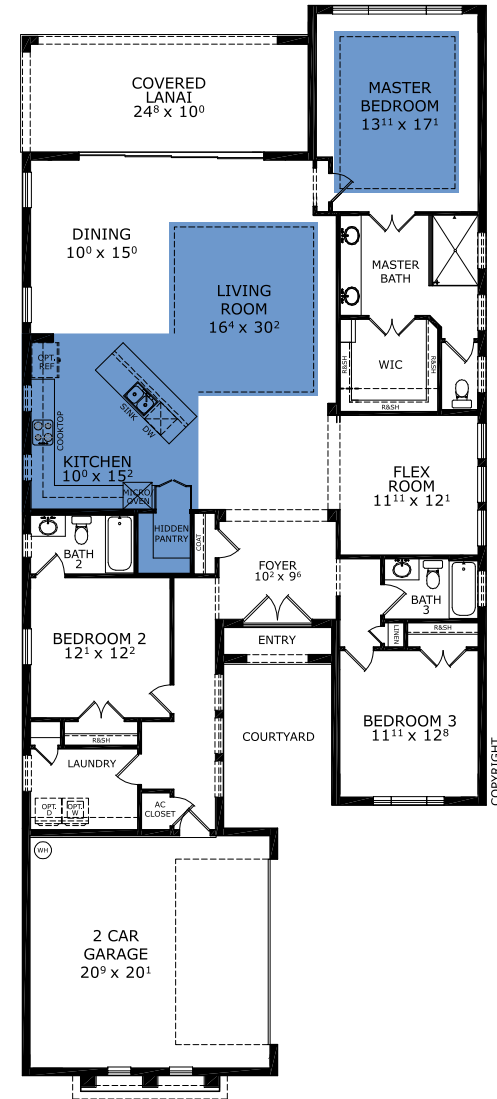 COVERED
LANAI
24⁸ x 10⁰
MASTER
BEDROOM
13¹¹ x 17¹
DINING
10⁰ x 15⁰
LIVING
ROOM
16⁴ x 30²
MASTER
BATH
OPT.
REF
R&SH
WIC
R&SH
R&SH
SINK
DW
COOKTOP
KITCHEN
10⁰ x 15²
MICRO
OVEN
FLEX
ROOM
11¹¹ x 12¹
HIDDEN
PANTRY
COAT
BATH
2
FOYER
10² x 9⁶
BATH
3
LINEN
R&SH
ENTRY
BEDROOM 2
12¹ x 12²
R&SH
BEDROOM 3
11¹¹ x 12⁸
COURTYARD
LAUNDRY
OPT.
D
OPT.
W
AC
CLOSET
COPYRIGHT
WH
2 CAR
GARAGE
20⁹ x 20¹